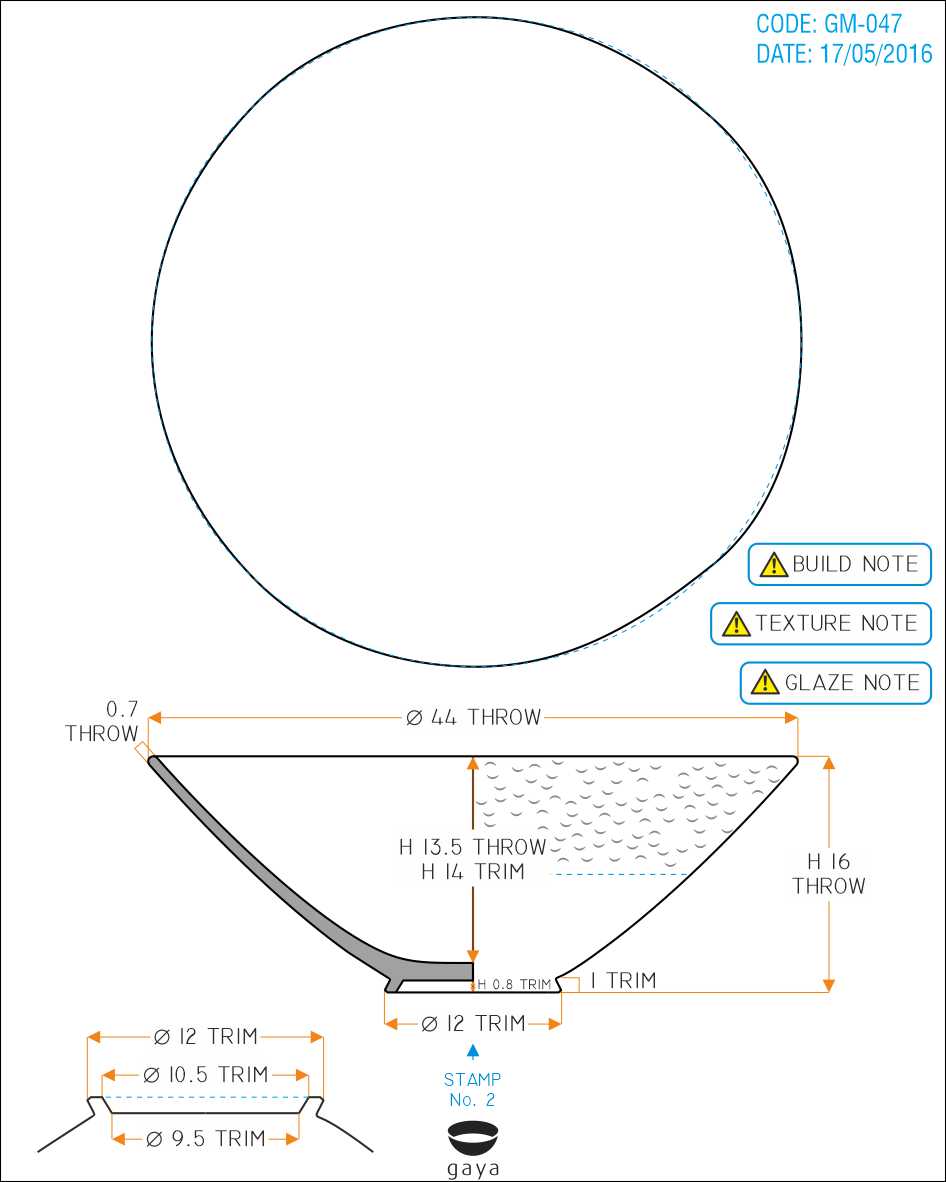 CODE: GM-047
DATE: 17/05/2016
BUILD NOTE
TEXTURE NOTE
GLAZE NOTE
0.7
THROW
Ø 44 THROW
H 13.5 THROW
H 14 TRIM
H 16
THROW
H 0.8 TRIM
1 TRIM
Ø 12 TRIM
Ø 12 TRIM
Ø 10.5 TRIM
Ø 9.5 TRIM
STAMP
No. 2
gaya